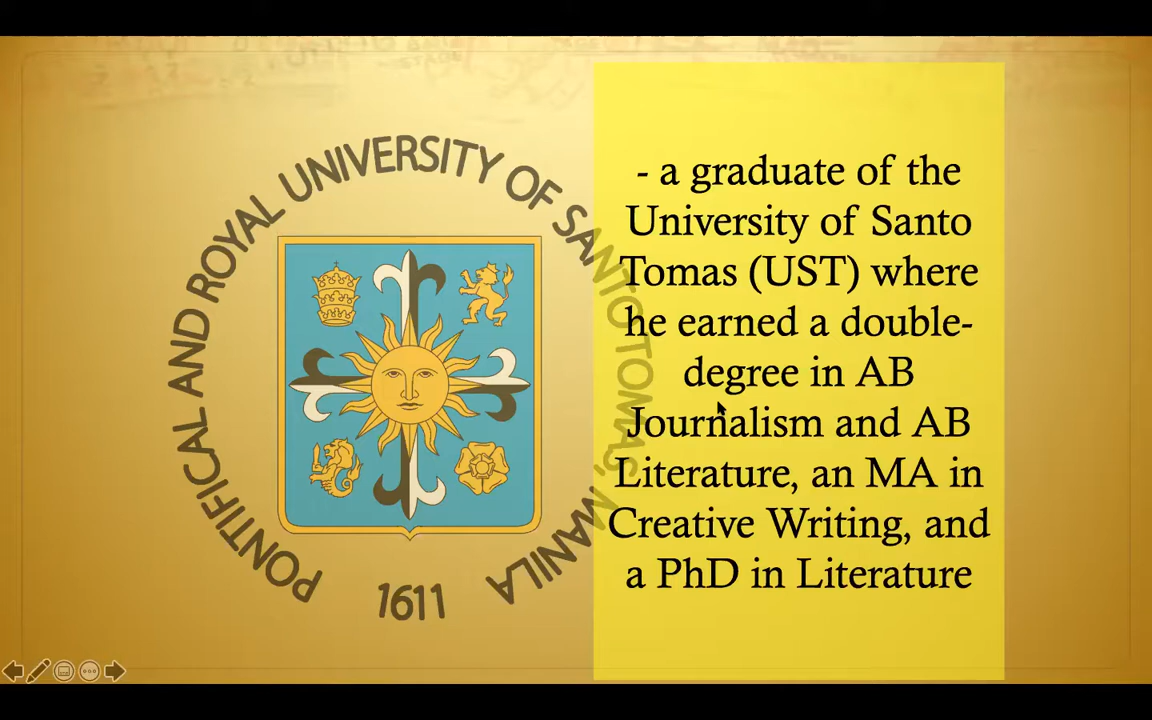 PONTIFICAL AND ROYAL UNIVERSITY OF SANTO TOMAS, MANILA
1611
- a graduate of the
University of Santo
Tomas (UST) where
he earned a double-
degree in AB
Journalism and AB
Literature, an MA in
Creative Writing, and
a PhD in Literature